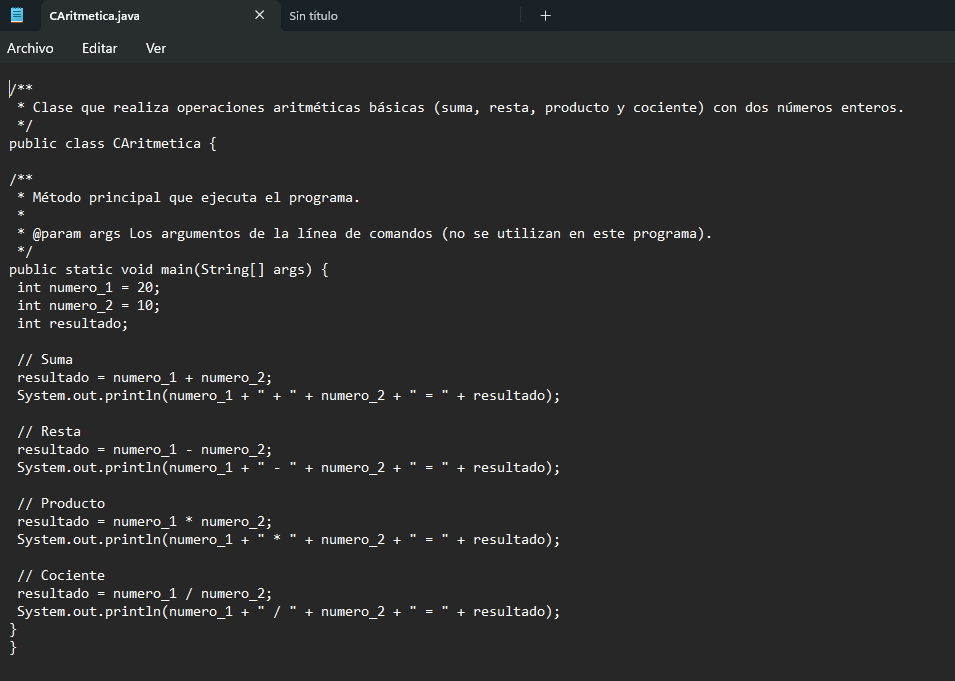 CAritmetica.java
Sin título
Archivo Editar Ver
/**
 * Clase que realiza operaciones aritméticas básicas (suma, resta, producto y cociente) con dos números enteros.
 */
public class CAritmetica {

/**
 * Método principal que ejecuta el programa.
 *
 * @param args Los argumentos de la línea de comandos (no se utilizan en este programa).
 */
public static void main(String[] args) {
 int numero_1 = 20;
 int numero_2 = 10;
 int resultado;

 // Suma
 resultado = numero_1 + numero_2;
 System.out.println(numero_1 + " + " + numero_2 + " = " + resultado);

 // Resta
 resultado = numero_1 - numero_2;
 System.out.println(numero_1 + " - " + numero_2 + " = " + resultado);

 // Producto
 resultado = numero_1 * numero_2;
 System.out.println(numero_1 + " * " + numero_2 + " = " + resultado);

 // Cociente
 resultado = numero_1 / numero_2;
 System.out.println(numero_1 + " / " + numero_2 + " = " + resultado);
}
}